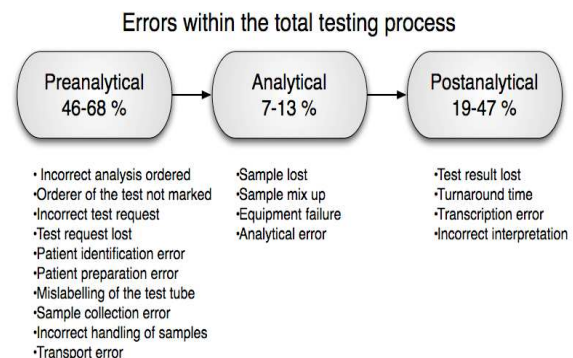 Errors within the total testing process
Preanalytical
46-68 %
Analytical
7-13 %
Postanalytical
19-47 %
• Incorrect analysis ordered
•Orderer of the test not marked
•Incorrect test request
•Test request lost
•Patient identification error
•Patient preparation error
•Mislabelling of the test tube
•Sample collection error
•Incorrect handling of samples
•Transport error
•Sample lost
•Sample mix up
•Equipment failure
•Analytical error
•Test result lost
•Turnaround time
•Transcription error
•Incorrect interpretation